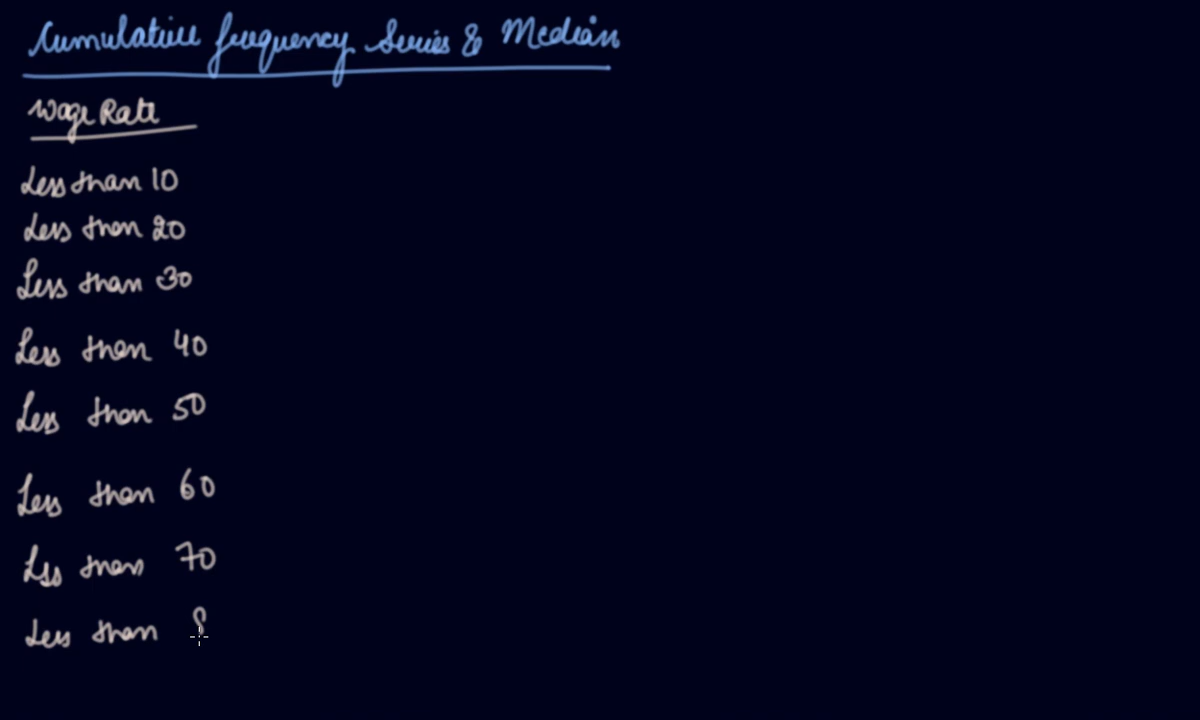 Cumulative frequency Series & Median
Wage Rate
Less than 10
Less than 20
Less than 30
Less than 40
Less than 50
Less than 60
Less than 70
Less than 8